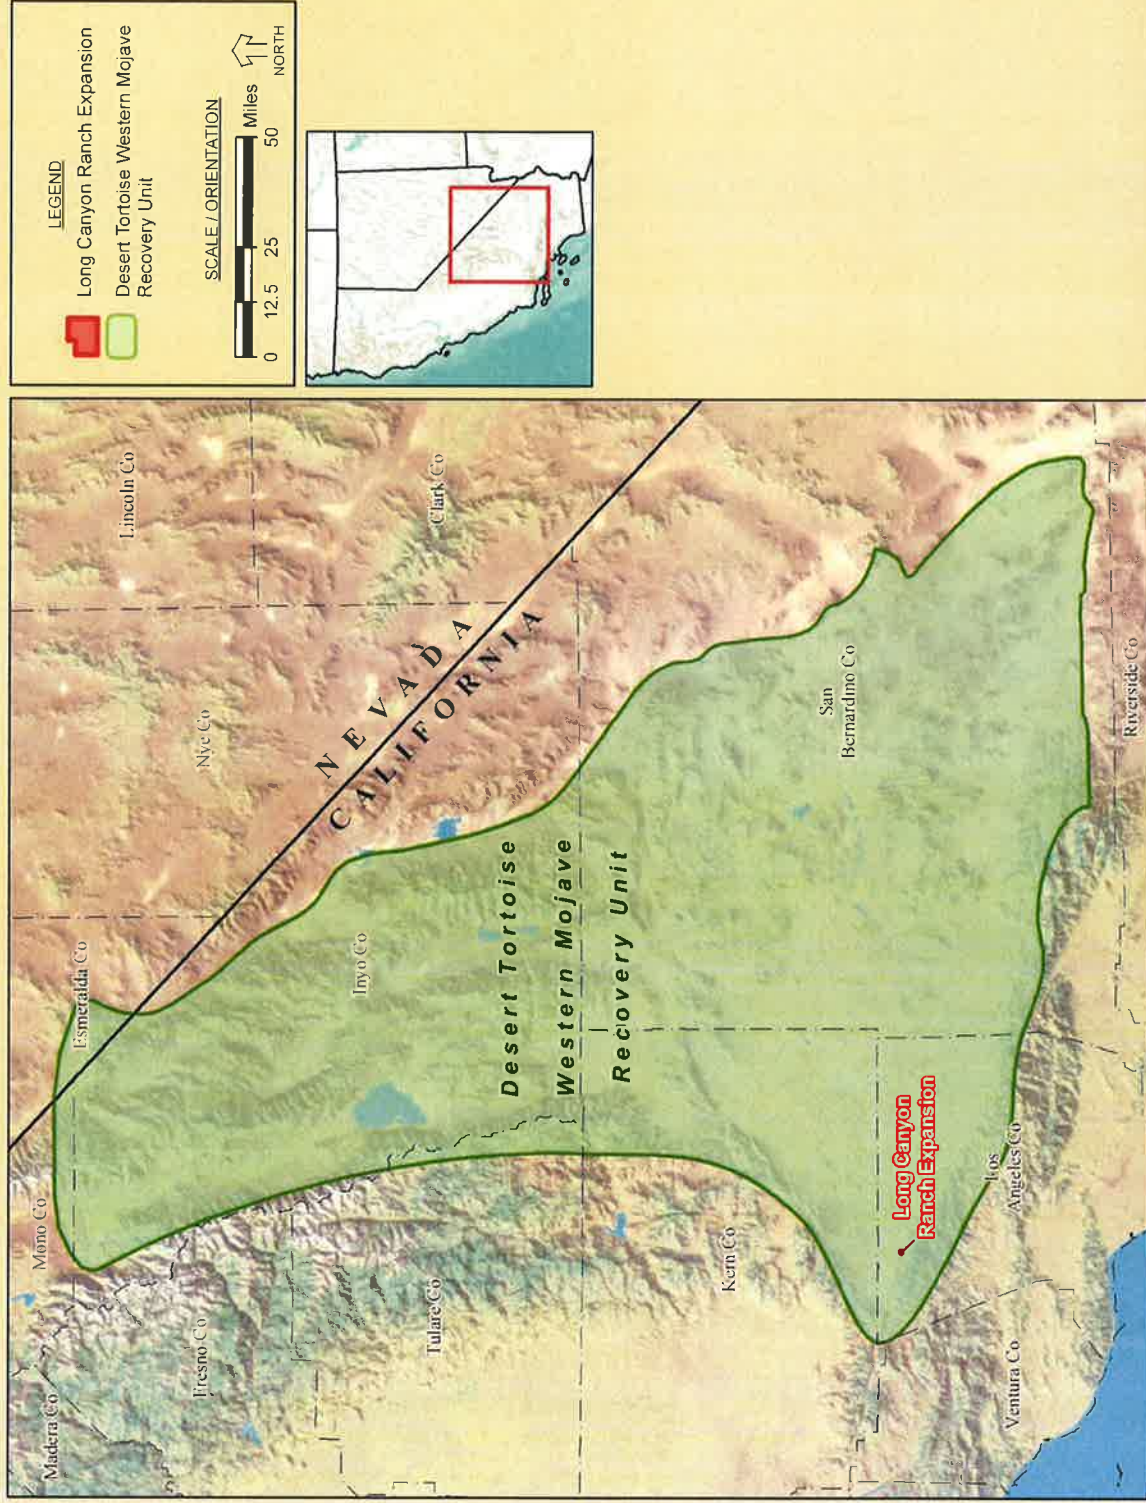 LEGEND
Long Canyon Ranch Expansion
Desert Tortoise Western Mojave
Recovery Unit
SCALE / ORIENTATION
0 12.5 25 50 Miles
NORTH
Madera Co
Mono Co
Esmeralda Co
Lincoln Co
Fresno Co
Nye Co
Inyo Co
Tulare Co
Clark Co
NEVADA
CALIFORNIA
Desert Tortoise
Western Mojave
Recovery Unit
Kern Co
San
Bernardino Co
Long Canyon
Ranch Expansion
Los
Angeles Co
Ventura Co
Riverside Co